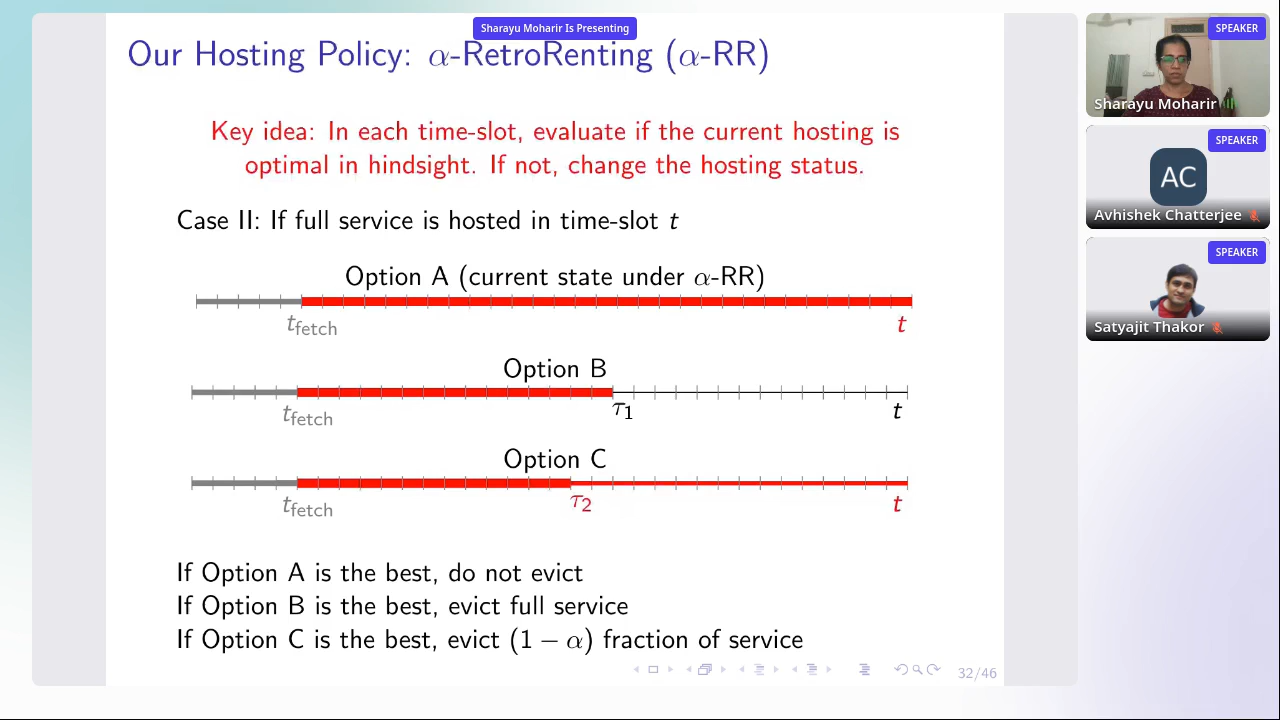 Sharayu Moharir Is Presenting
Our Hosting Policy: α-RetroRenting (α-RR)
Key idea: In each time-slot, evaluate if the current hosting is
optimal in hindsight. If not, change the hosting status.
Case II: If full service is hosted in time-slot t
Option A (current state under α-RR)
t_fetch t
Option B
t_fetch τ₁ t
Option C
t_fetch τ₂ t
If Option A is the best, do not evict
If Option B is the best, evict full service
If Option C is the best, evict (1 − α) fraction of service
32/46
SPEAKER
Sharayu Moharir
SPEAKER
AC
Avhishek Chatterjee
SPEAKER
Satyajit Thakor